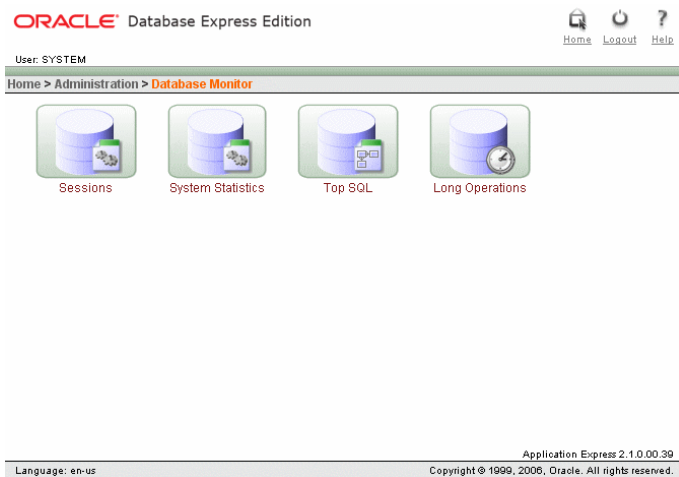 ORACLE Database Express Edition
Home Logout ? Help
User: SYSTEM
Home > Administration > Database Monitor
Sessions System Statistics Top SQL Long Operations
Application Express 2.1.0.00.39
Language: en-us Copyright © 1999, 2006, Oracle. All rights reserved.